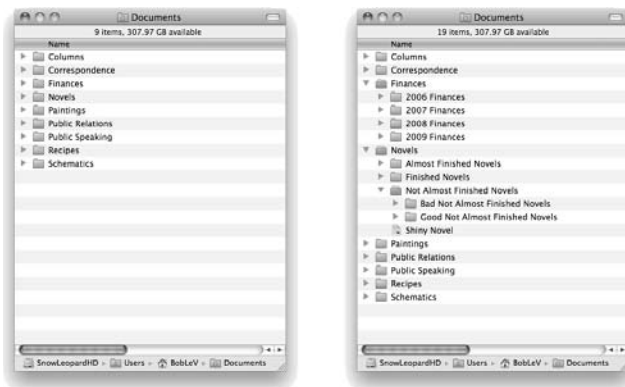 Documents
9 items, 307.97 GB available
Name
Columns
Correspondence
Finances
Novels
Paintings
Public Relations
Public Speaking
Recipes
Schematics
SnowLeopardHD Users BobLeV Documents
Documents
19 items, 307.97 GB available
Name
Columns
Correspondence
Finances
2006 Finances
2007 Finances
2008 Finances
2009 Finances
Novels
Almost Finished Novels
Finished Novels
Not Almost Finished Novels
Bad Not Almost Finished Novels
Good Not Almost Finished Novels
Shiny Novel
Paintings
Public Relations
Public Speaking
Recipes
Schematics
SnowLeopardHD Users BobLeV Documents